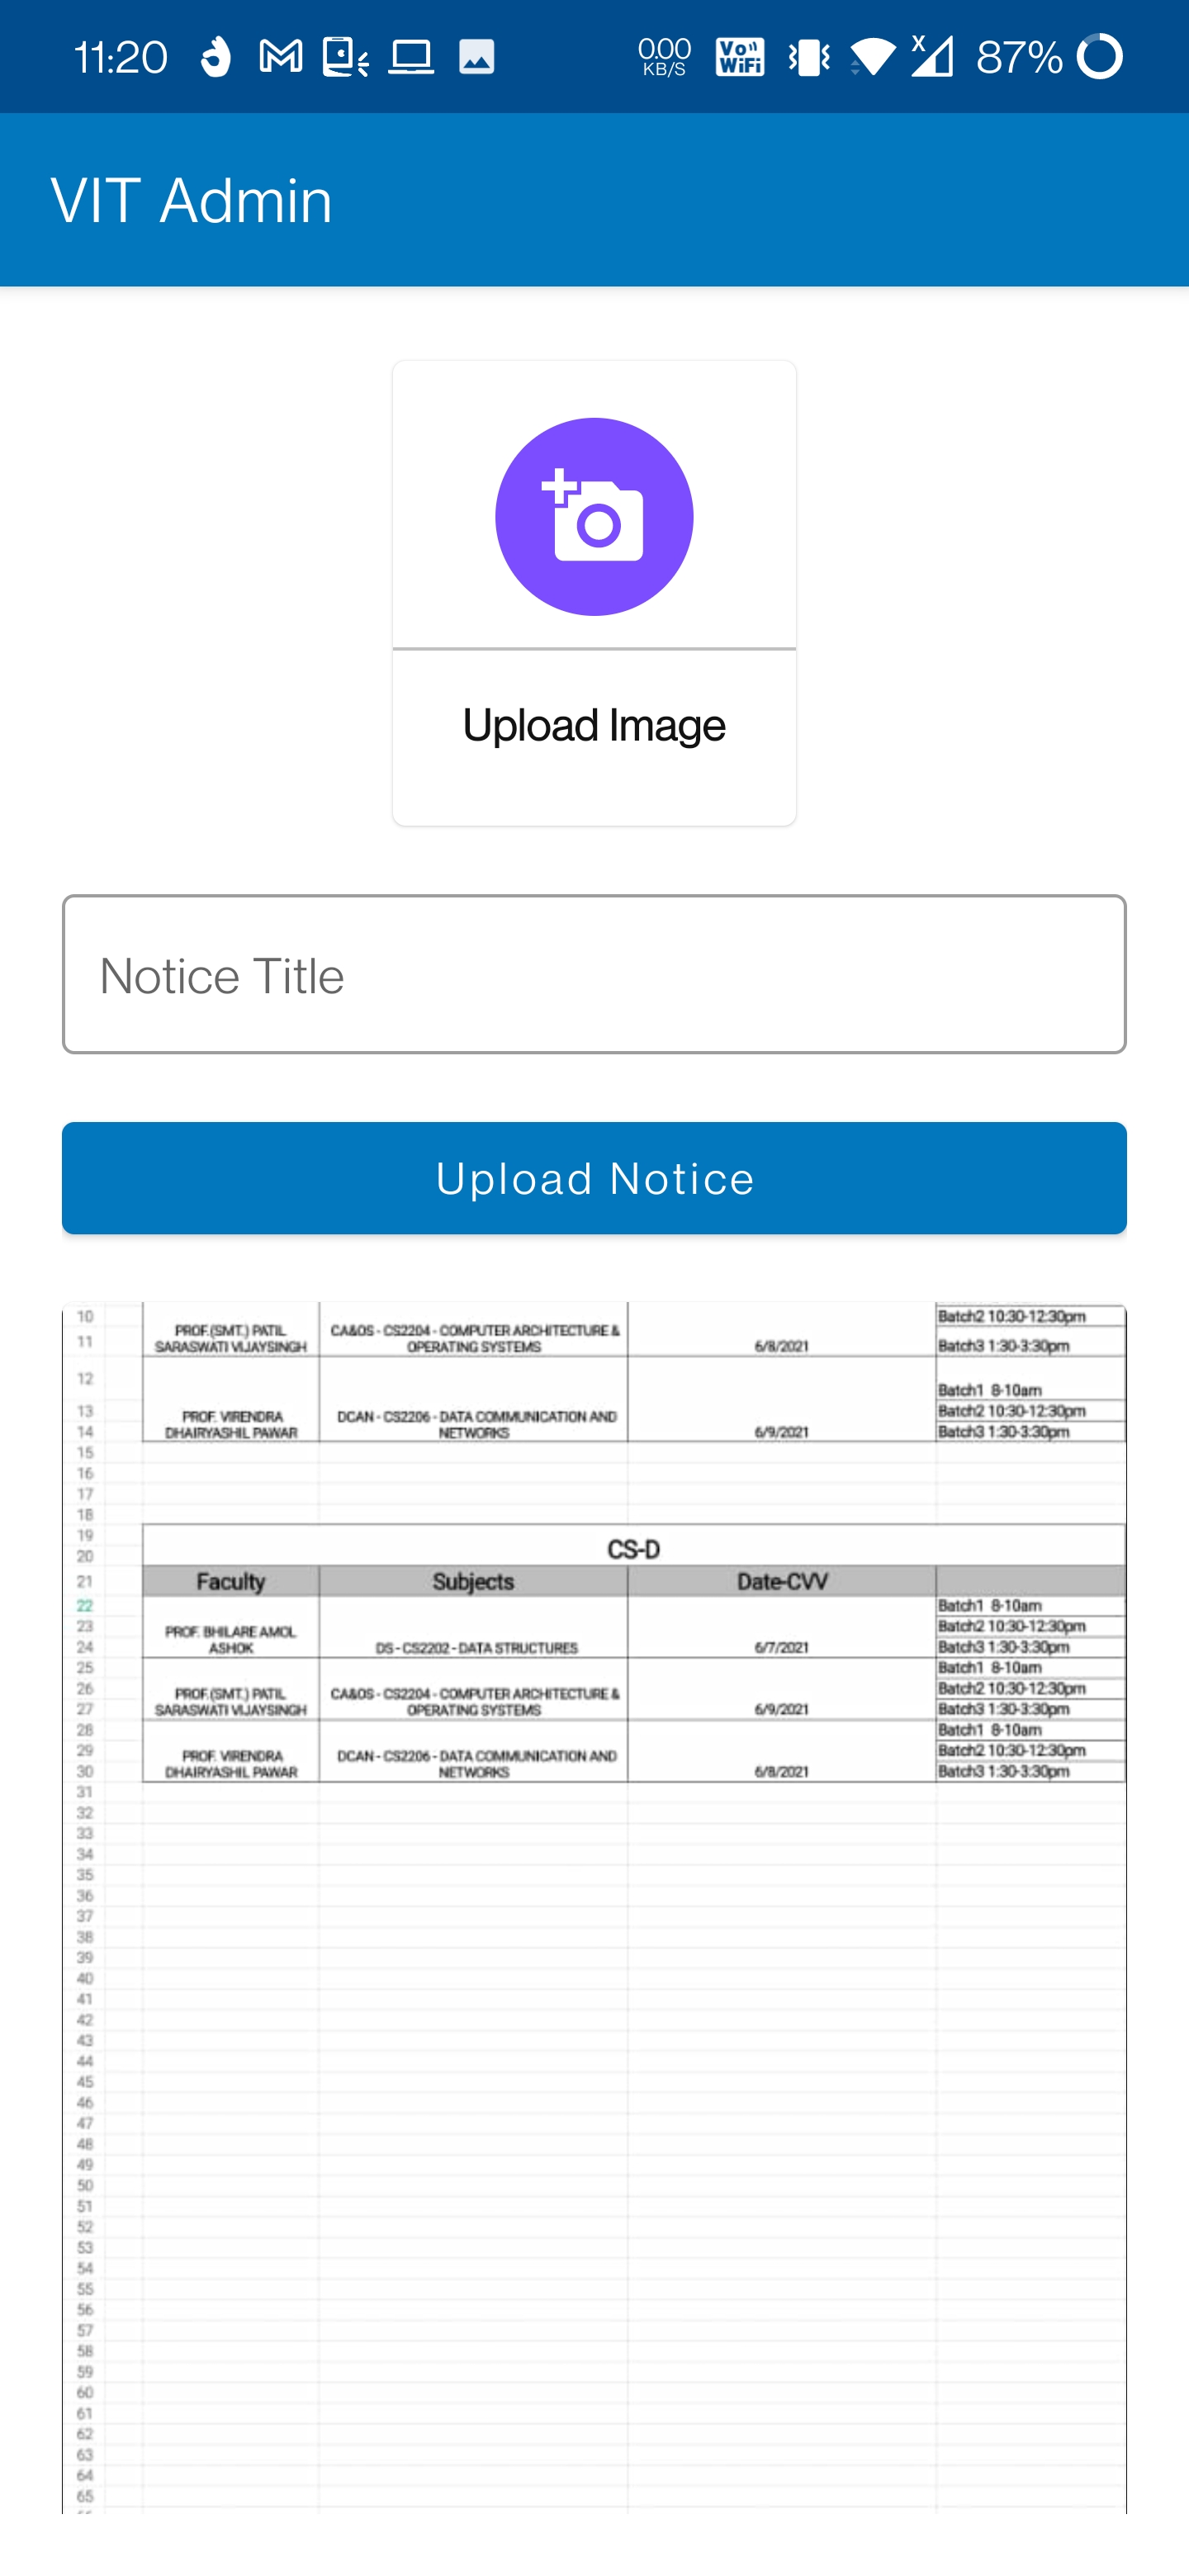 11:20 0.00 KB/S Vo WiFi X 87%
VIT Admin
Upload Image
Notice Title
Upload Notice
10 Batch2 10:30-12:30pm
11 PROF.(SMT.) PATIL SARASWATI VIJAYSINGH CA&OS - CS2204 - COMPUTER ARCHITECTURE & OPERATING SYSTEMS 6/8/2021 Batch3 1:30-3:30pm
12 Batch1 8-10am
13 Batch2 10:30-12:30pm
14 PROF. VIRENDRA DHAIRYASHIL PAWAR DCAN - CS2206 - DATA COMMUNICATION AND NETWORKS 6/9/2021 Batch3 1:30-3:30pm
15
16
17
18
19
20 CS-D
21 Faculty Subjects Date-CVV
22 Batch1 8-10am
23 Batch2 10:30-12:30pm
24 PROF. BHILARE AMOL ASHOK DS - CS2202 - DATA STRUCTURES 6/7/2021 Batch3 1:30-3:30pm
25 Batch1 8-10am
26 Batch2 10:30-12:30pm
27 PROF.(SMT.) PATIL SARASWATI VIJAYSINGH CA&OS - CS2204 - COMPUTER ARCHITECTURE & OPERATING SYSTEMS 6/9/2021 Batch3 1:30-3:30pm
28 Batch1 8-10am
29 Batch2 10:30-12:30pm
30 PROF. VIRENDRA DHAIRYASHIL PAWAR DCAN - CS2206 - DATA COMMUNICATION AND NETWORKS 6/8/2021 Batch3 1:30-3:30pm
31
32
33
34
35
36
37
38
39
40
41
42
43
44
45
46
47
48
49
50
51
52
53
54
55
56
57
58
59
60
61
62
63
64
65